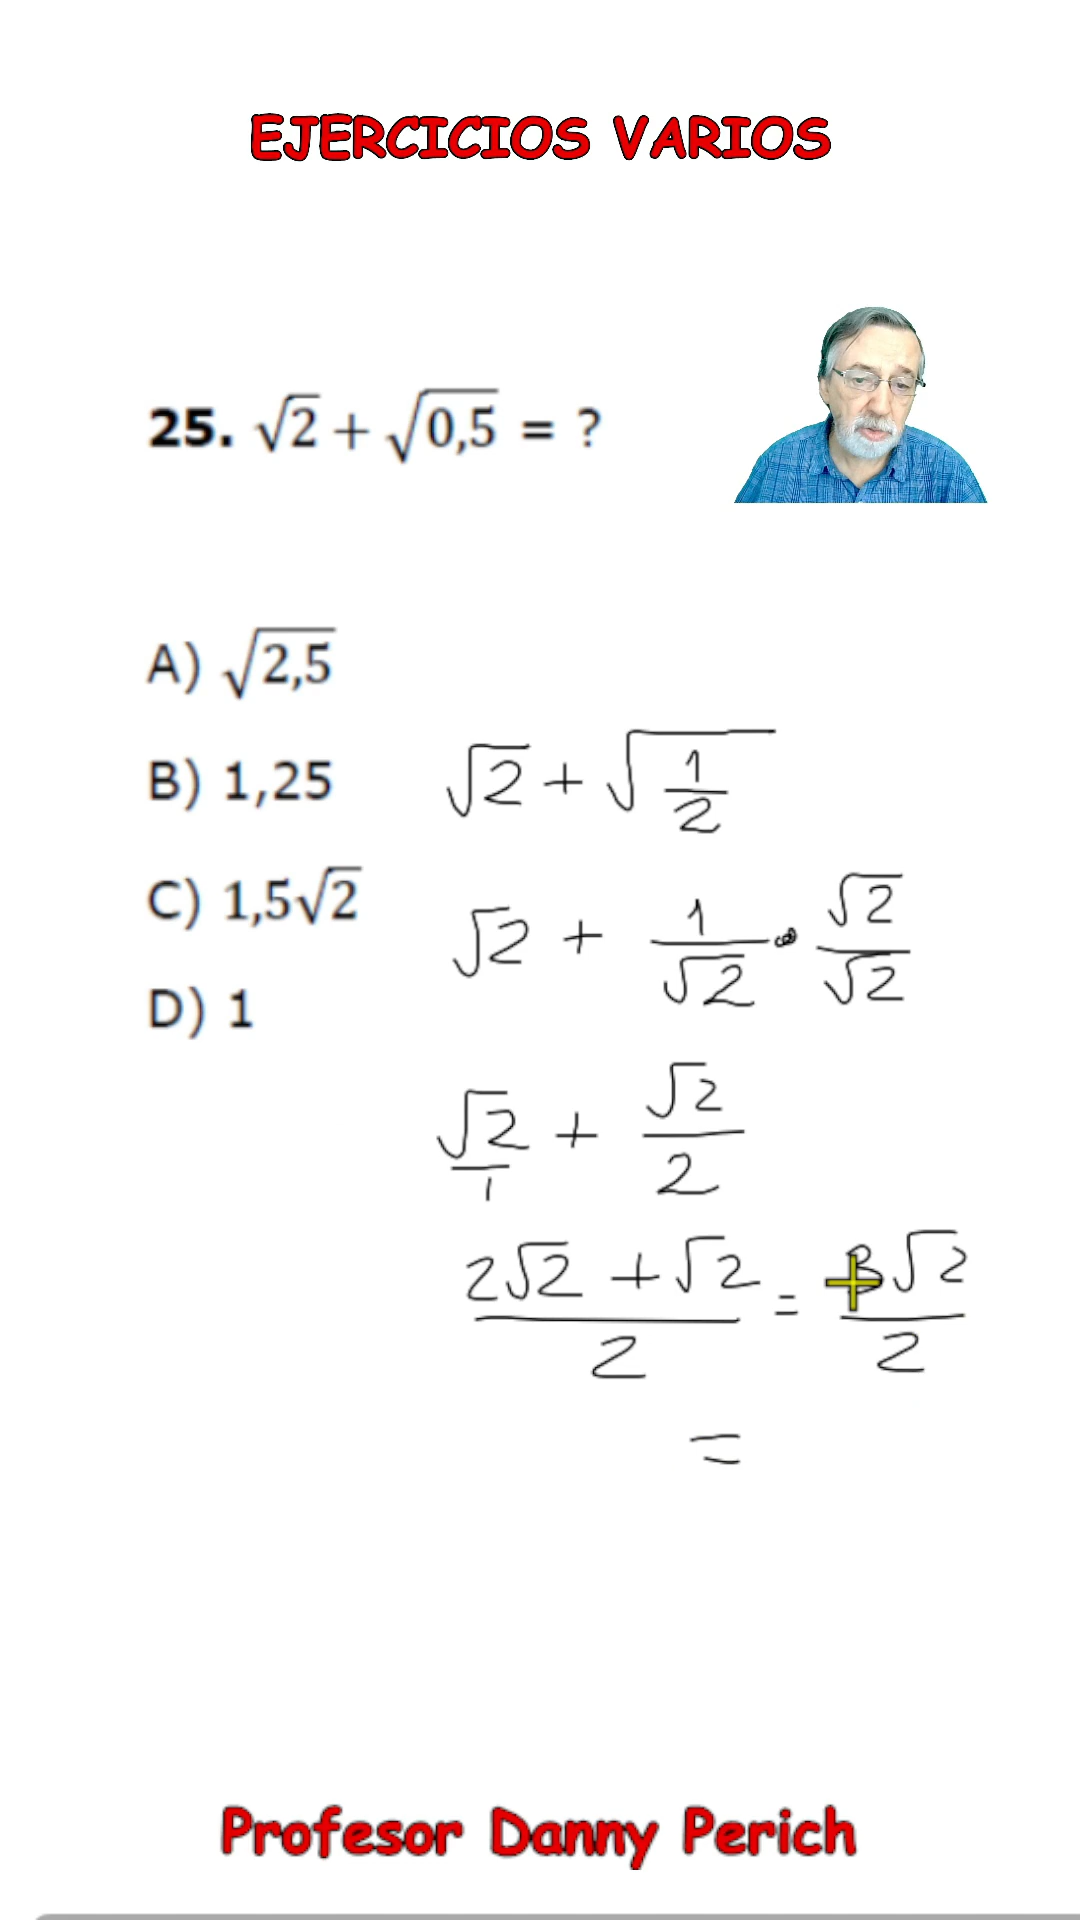 EJERCICIOS VARIOS
25. √2 + √0,5 = ?
A) √2,5
B) 1,25
C) 1,5√2
D) 1
√2 + √(1/2)
√2 + 1/√2 · √2/√2
√2/1 + √2/2
(2√2 + √2)/2 = 3√2/2
=
Profesor Danny Perich